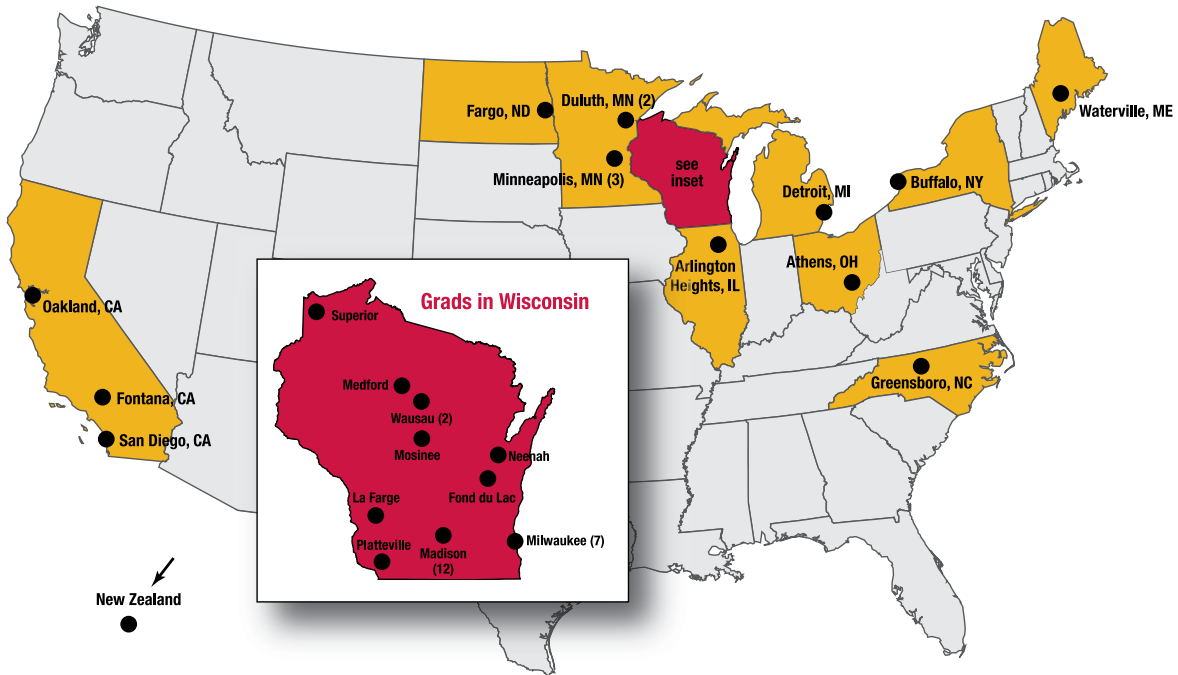 Fargo, ND
Duluth, MN (2)
Minneapolis, MN (3)
see
inset
Waterville, ME
Buffalo, NY
Detroit, MI
Athens, OH
Arlington
Heights, IL
Greensboro, NC
Oakland, CA
Fontana, CA
San Diego, CA
New Zealand
Grads in Wisconsin
Superior
Medford
Wausau (2)
Mosinee
Neenah
Fond du Lac
La Farge
Platteville
Madison
(12)
Milwaukee (7)